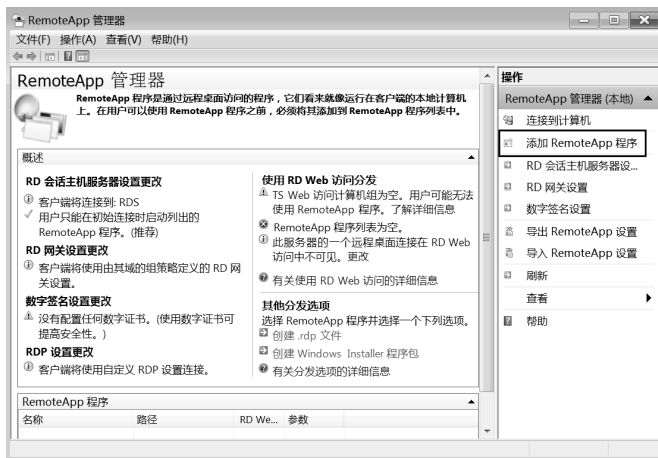 RemoteApp 管理器
文件(F) 操作(A) 查看(V) 帮助(H)
RemoteApp 管理器
RemoteApp 程序是通过远程桌面访问的程序，它们看来就像运行在客户端的本地计算机
上。在用户可以使用 RemoteApp 程序之前，必须将其添加到 RemoteApp 程序列表中。
概述
RD 会话主机服务器设置更改
客户端将连接到: RDS
用户只能在初始连接时启动列出的
RemoteApp 程序。(推荐)
RD 网关设置更改
客户端将使用由其域的组策略定义的 RD 网
关设置。
数字签名设置更改
没有配置任何数字证书。(使用数字证书可
提高安全性。)
RDP 设置更改
客户端将使用自定义 RDP 设置连接。
使用 RD Web 访问分发
TS Web 访问计算机组为空。用户可能无法
使用 RemoteApp 程序。了解详细信息
RemoteApp 程序列表为空。
此服务器的一个远程桌面连接在 RD Web
访问中不可见。更改
有关使用 RD Web 访问的详细信息
其他分发选项
选择 RemoteApp 程序并选择一个下列选项。
创建 .rdp 文件
创建 Windows Installer 程序包
有关分发选项的详细信息
RemoteApp 程序
名称 路径 RD We... 参数
操作
RemoteApp 管理器 (本地)
连接到计算机
添加 RemoteApp 程序
RD 会话主机服务器设...
RD 网关设置
数字签名设置
导出 RemoteApp 设置
导入 RemoteApp 设置
刷新
查看
帮助